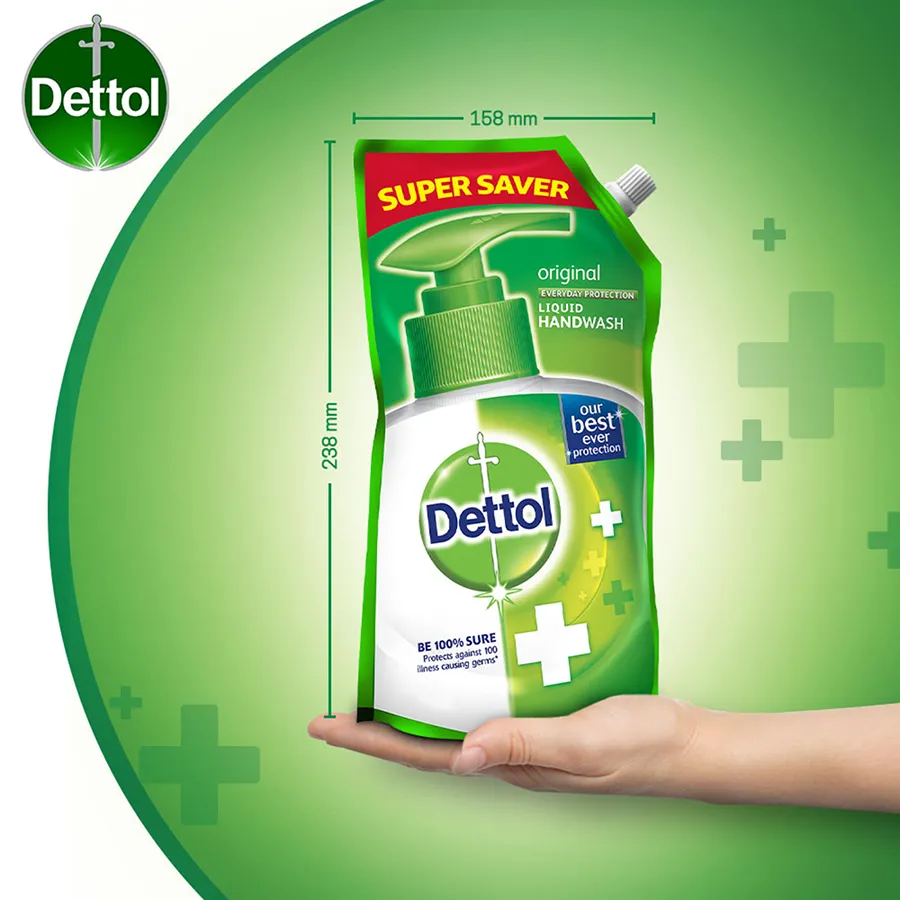 Dettol
158 mm
238 mm
SUPER SAVER
original
EVERYDAY PROTECTION
LIQUID
HANDWASH
our
best
ever
protection
Dettol
BE 100% SURE
Protects against 100
illness causing germs*